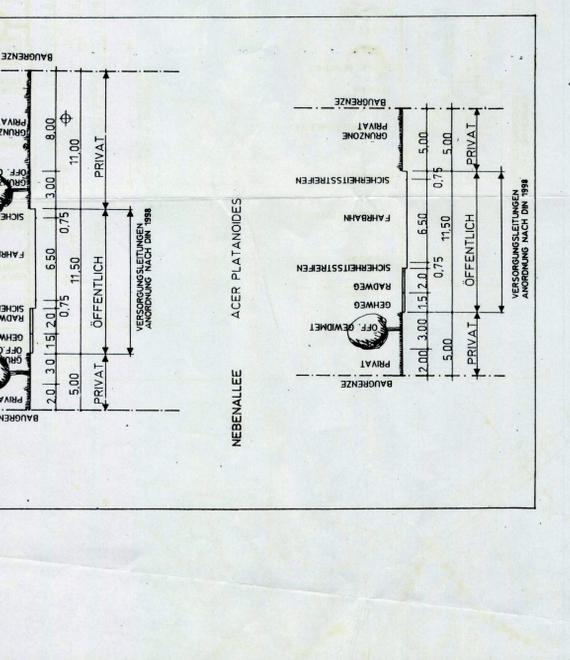 BAUGRENZE
2.0 3.0 1.5 2.0 0,75 6.50 0,75 3.00 8.00
5,00 11,50 11,00
PRIVAT ÖFFENTLICH PRIVAT
VERSORGUNGSLEITUNGEN
ANORDNUNG NACH DIN 1998
NEBENALLEE ACER PLATANOIDES
BAUGRENZE
PRIVAT
ÖFF. GEWIDMET
GEHWEG
RADWEG
SICHERHEITSSTREIFEN
FAHRBAHN
SICHERHEITSSTREIFEN
GRÜNZONE
PRIVAT
BAUGRENZE
2.00 3.00 1.5 2.0 0,75 6.50 0,75 5,00
5,00 11,50 5,00
PRIVAT ÖFFENTLICH PRIVAT
VERSORGUNGSLEITUNGEN
ANORDNUNG NACH DIN 1998